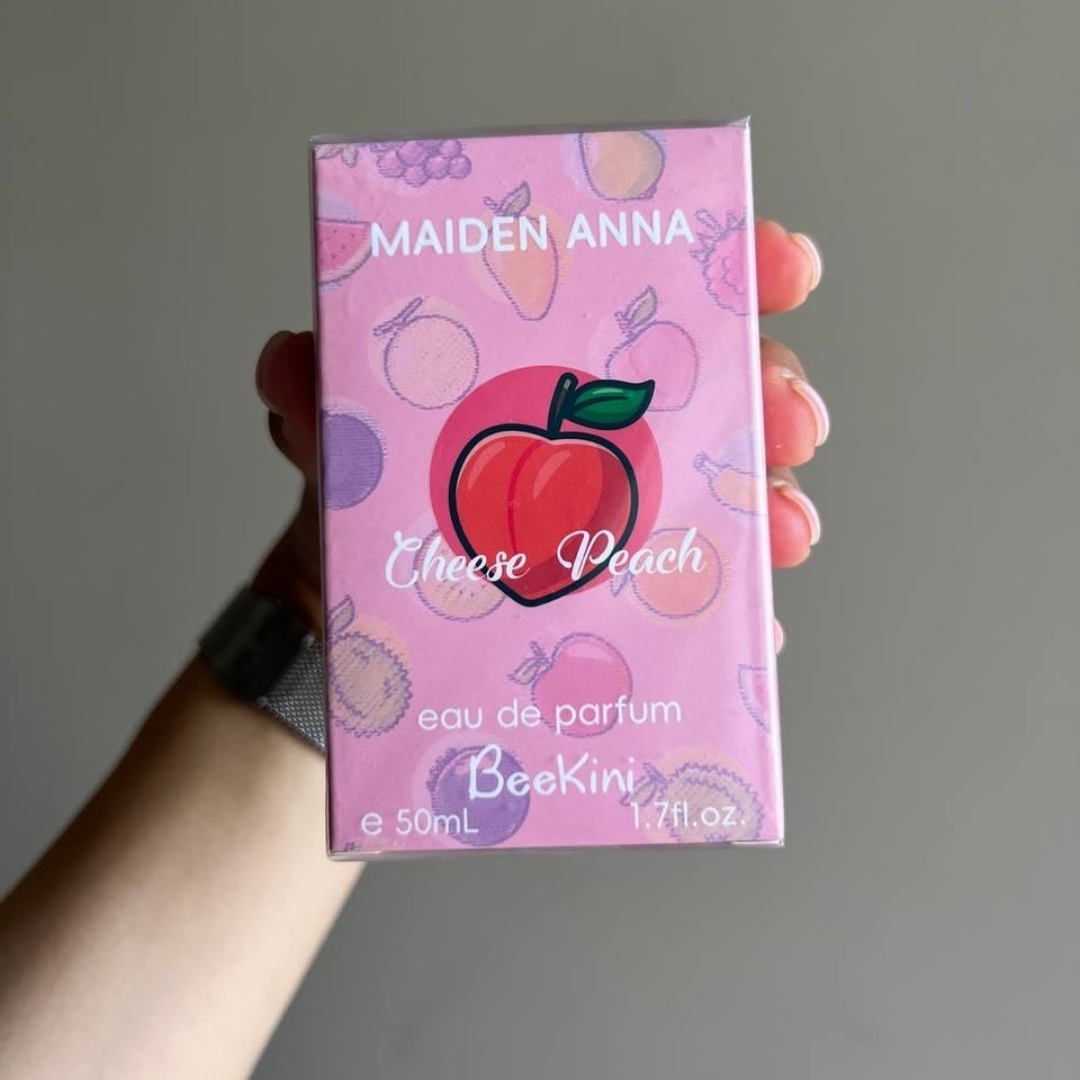 MAIDEN ANNA
Cheese Peach
eau de parfum
BeeKini
e 50mL 1.7fl.oz.